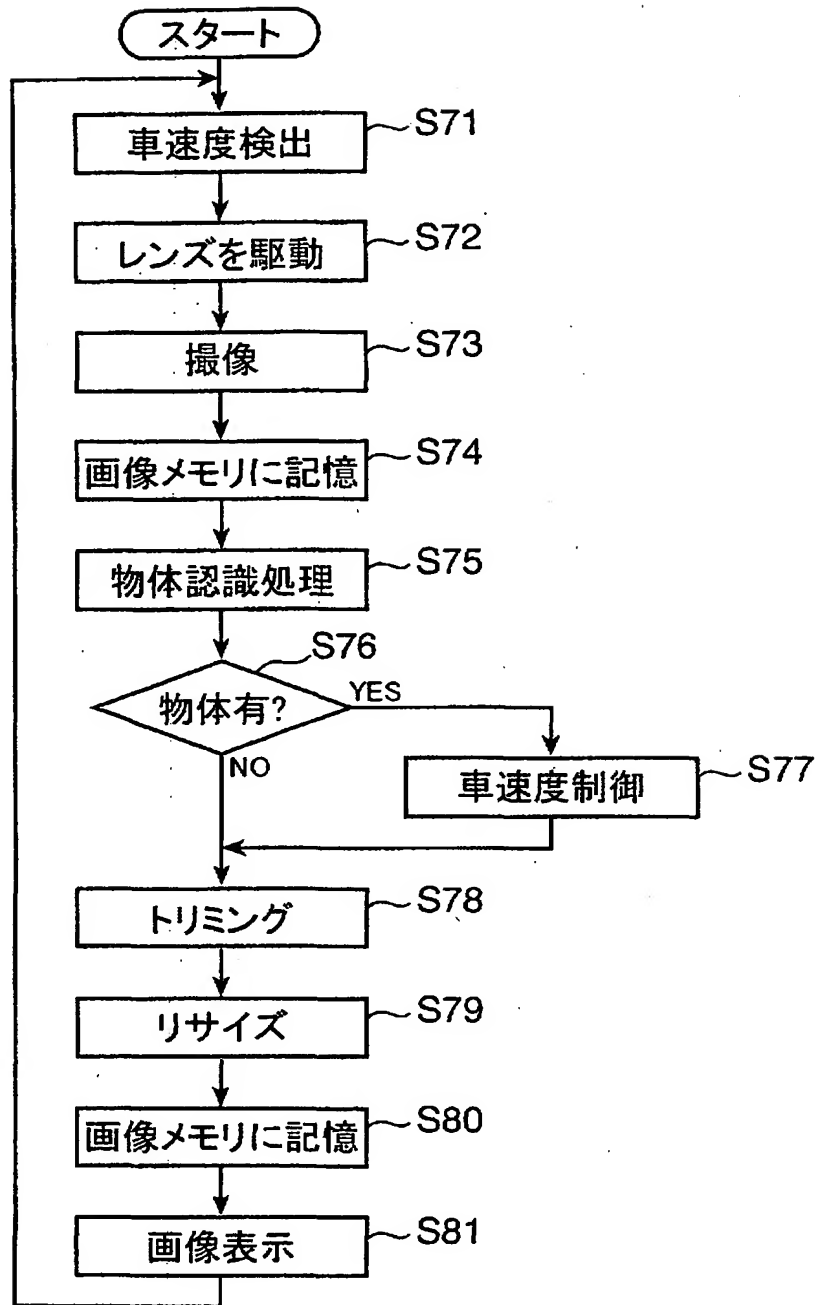 スタート
車速度検出 S71
レンズを駆動 S72
撮像 S73
画像メモリに記憶 S74
物体認識処理 S75
S76
物体有? YES
NO
車速度制御 S77
トリミング S78
リサイズ S79
画像メモリに記憶 S80
画像表示 S81